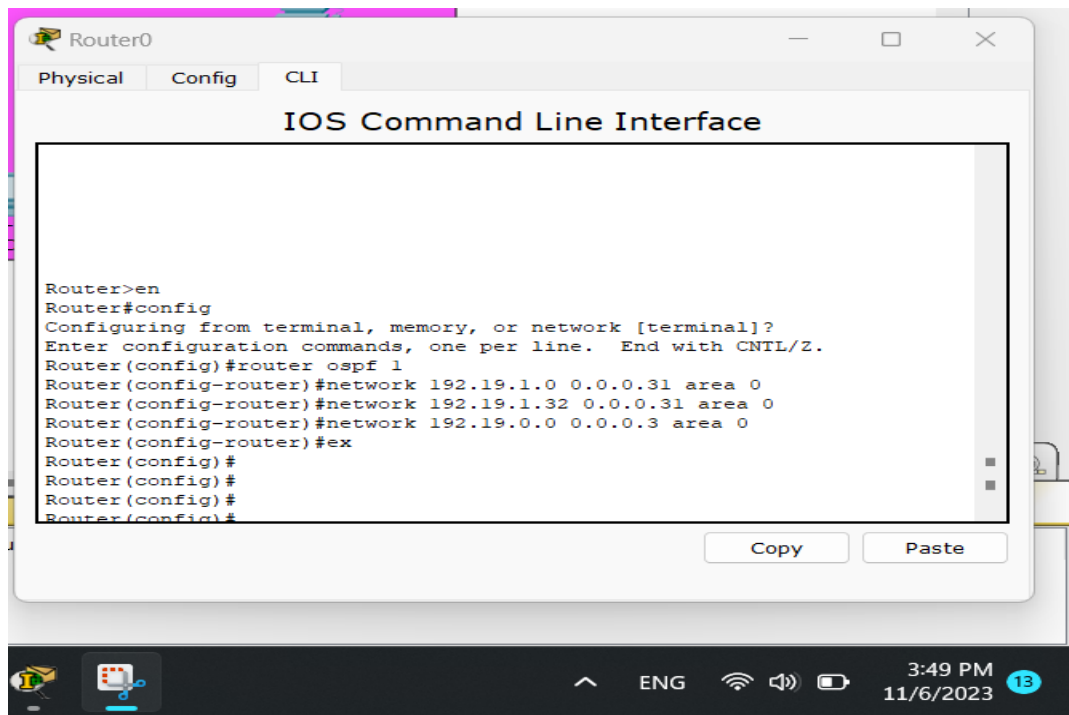 Router0
Physical Config CLI
IOS Command Line Interface
Router>en
Router#config
Configuring from terminal, memory, or network [terminal]?
Enter configuration commands, one per line.  End with CNTL/Z.
Router(config)#router ospf 1
Router(config-router)#network 192.19.1.0 0.0.0.31 area 0
Router(config-router)#network 192.19.1.32 0.0.0.31 area 0
Router(config-router)#network 192.19.0.0 0.0.0.3 area 0
Router(config-router)#ex
Router(config)#
Router(config)#
Router(config)#
Router(config)#
Copy Paste
ENG 3:49 PM
11/6/2023 13